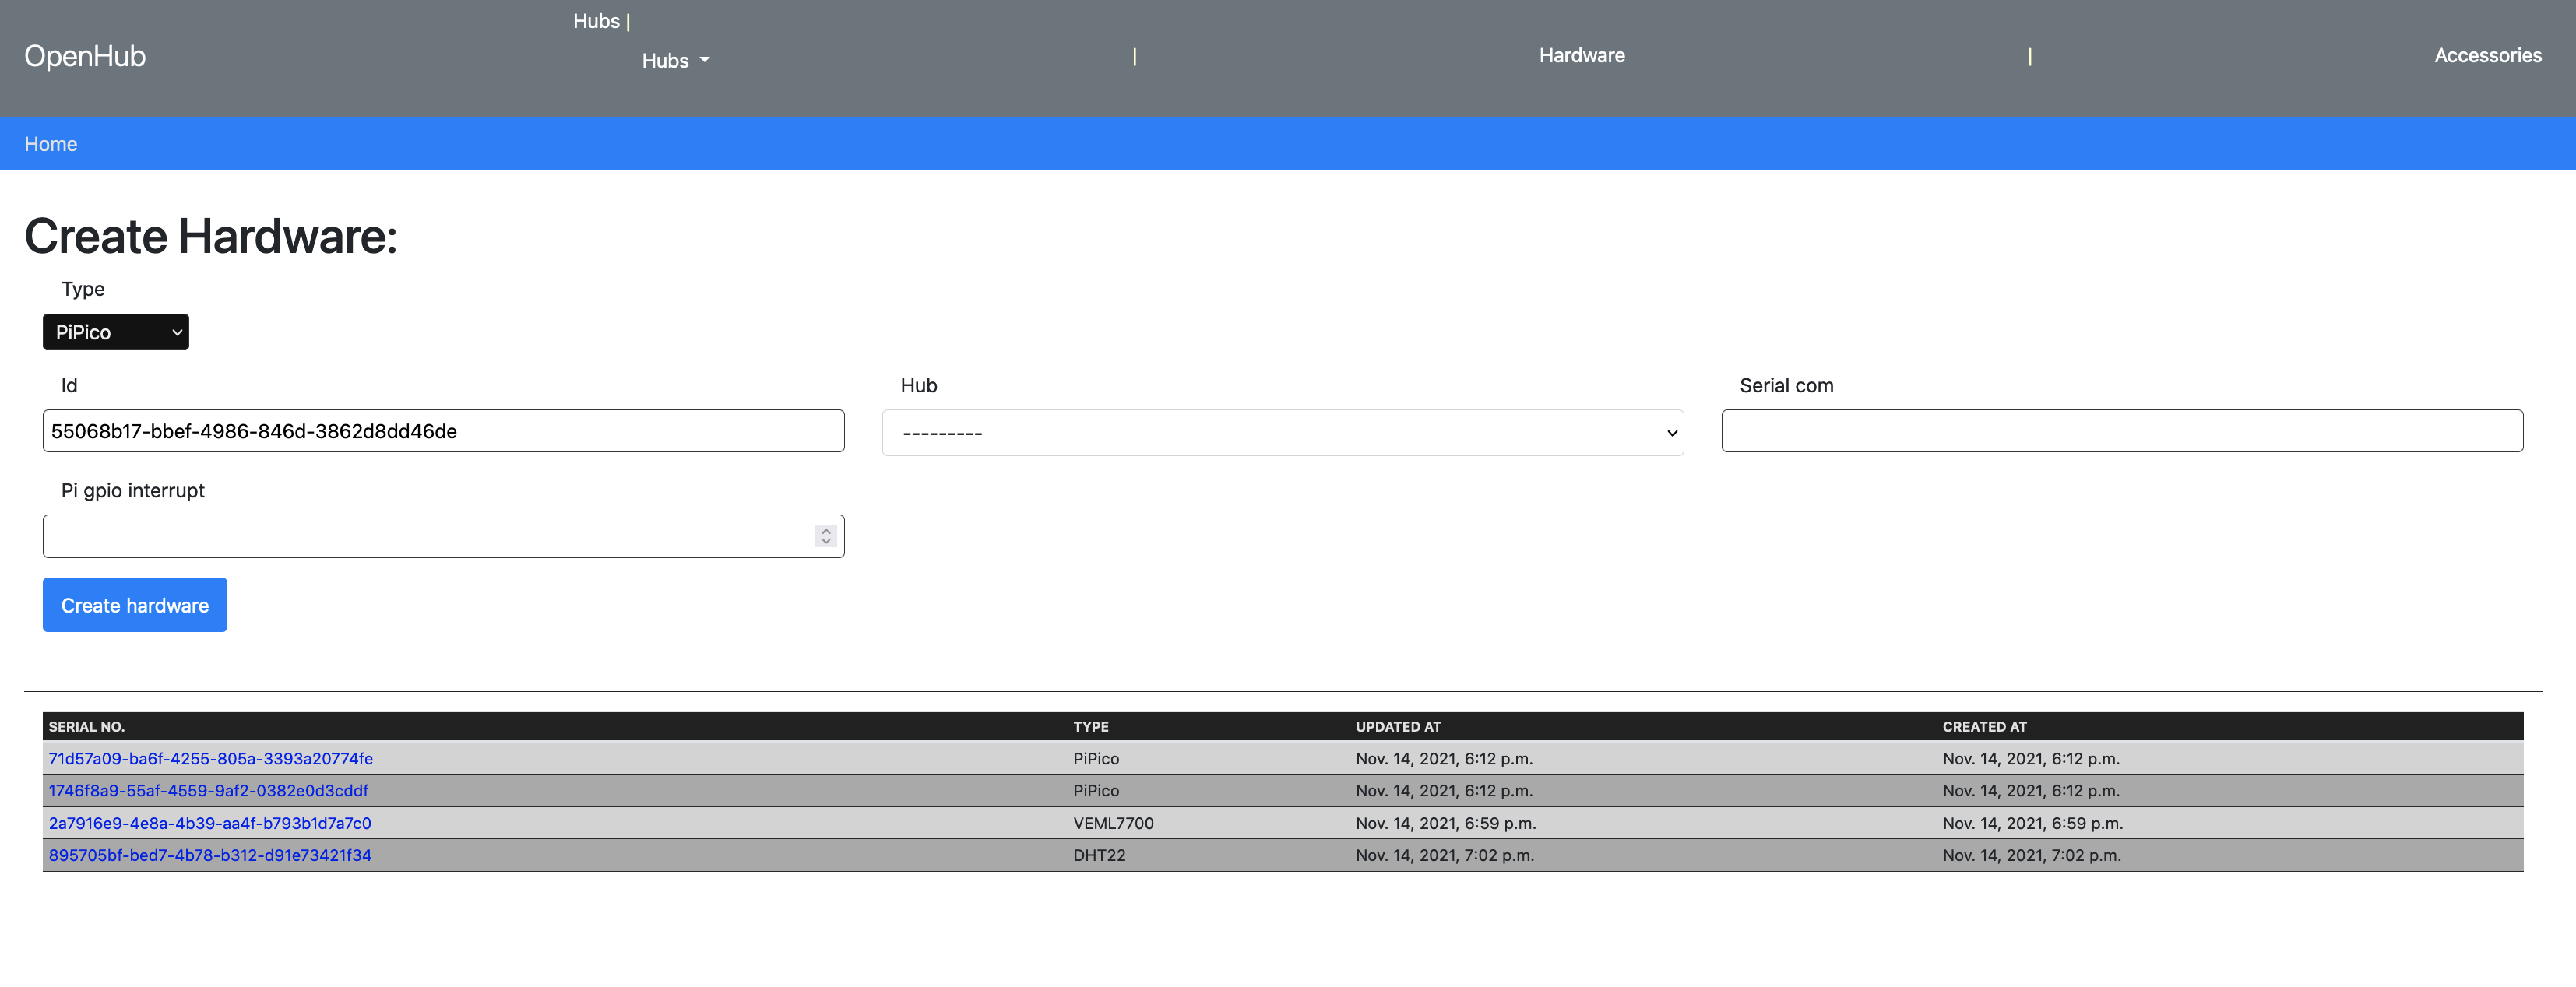 Hubs |
OpenHub
Hubs
|
Hardware
|
Accessories
Home
Create Hardware:
Type
PiPico
Id
Hub
Serial com
55068b17-bbef-4986-846d-3862d8dd46de
---------
Pi gpio interrupt
Create hardware
SERIAL NO. TYPE UPDATED AT CREATED AT
71d57a09-ba6f-4255-805a-3393a20774fe PiPico Nov. 14, 2021, 6:12 p.m. Nov. 14, 2021, 6:12 p.m.
1746f8a9-55af-4559-9af2-0382e0d3cddf PiPico Nov. 14, 2021, 6:12 p.m. Nov. 14, 2021, 6:12 p.m.
2a7916e9-4e8a-4b39-aa4f-b793b1d7a7c0 VEML7700 Nov. 14, 2021, 6:59 p.m. Nov. 14, 2021, 6:59 p.m.
895705bf-bed7-4b78-b312-d91e73421f34 DHT22 Nov. 14, 2021, 7:02 p.m. Nov. 14, 2021, 7:02 p.m.